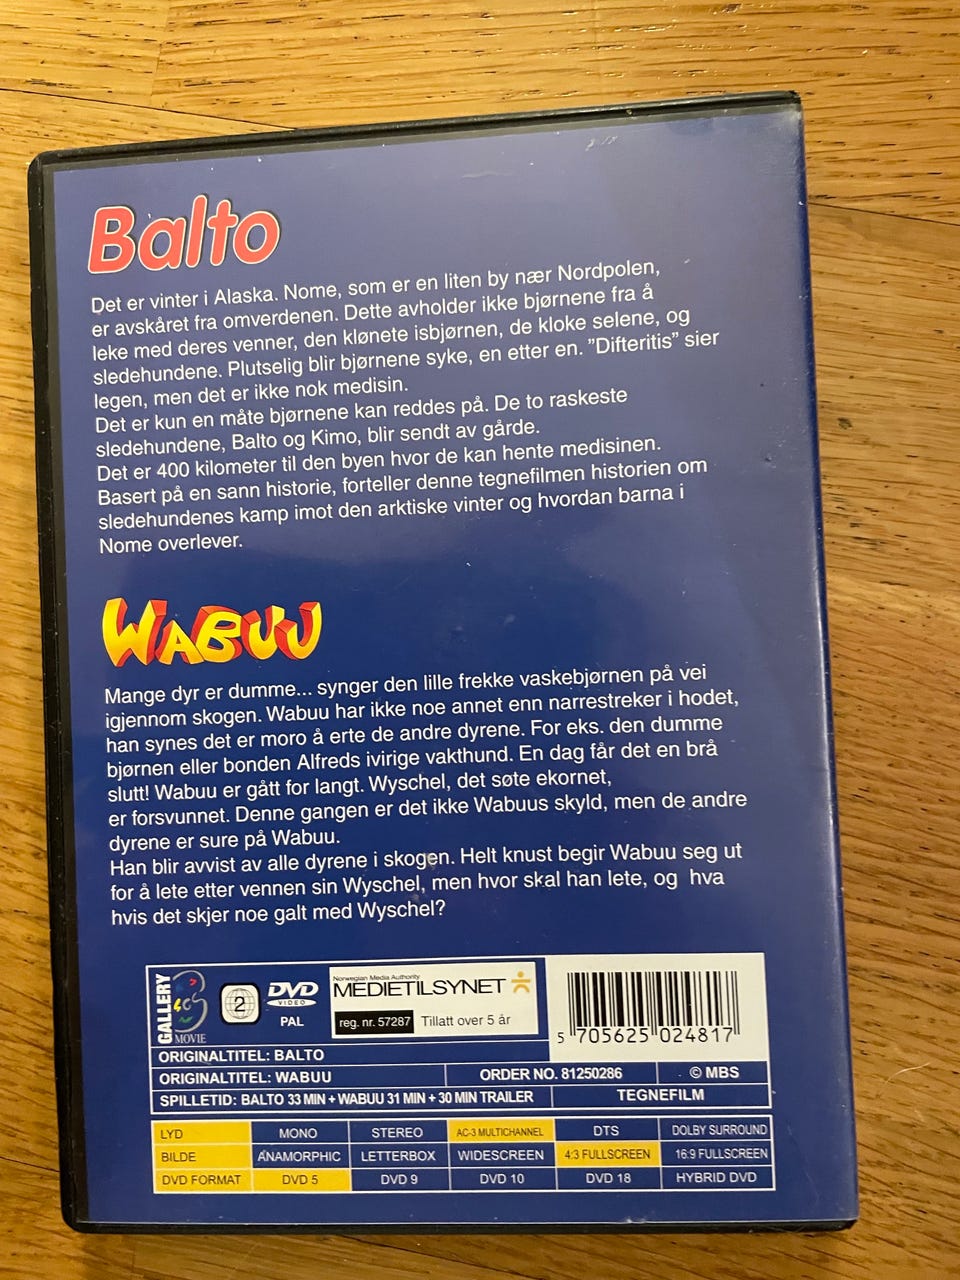 Balto
Det er vinter i Alaska. Nome, som er en liten by nær Nordpolen,
er avskåret fra omverdenen. Dette avholder ikke bjørnene fra å
leke med deres venner, den klønete isbjørnen, de kloke selene, og
sledehundene. Plutselig blir bjørnene syke, en etter en. ”Difteritis” sier
legen, men det er ikke nok medisin.
Det er kun en måte bjørnene kan reddes på. De to raskeste
sledehundene, Balto og Kimo, blir sendt av gårde.
Det er 400 kilometer til den byen hvor de kan hente medisinen.
Basert på en sann historie, forteller denne tegnefilmen historien om
sledehundenes kamp imot den arktiske vinter og hvordan barna i
Nome overlever.
WABUU
Mange dyr er dumme... synger den lille frekke vaskebjørnen på vei
igjennom skogen. Wabuu har ikke noe annet enn narrestreker i hodet,
han synes det er moro å erte de andre dyrene. For eks. den dumme
bjørnen eller bonden Alfreds ivirige vakthund. En dag får det en brå
slutt! Wabuu er gått for langt. Wyschel, det søte ekornet,
er forsvunnet. Denne gangen er det ikke Wabuus skyld, men de andre
dyrene er sure på Wabuu.
Han blir avvist av alle dyrene i skogen. Helt knust begir Wabuu seg ut
for å lete etter vennen sin Wyschel, men hvor skal han lete, og hva
hvis det skjer noe galt med Wyschel?
GALLERY
MOVIE
2
DVD
VIDEO
PAL
Norwegian Media Authority
MEDIETILSYNET
reg. nr. 57287 Tillatt over 5 år
5 705625 024817
ORIGINALTITEL: BALTO
ORIGINALTITEL: WABUU ORDER NO. 81250286 © MBS
SPILLETID: BALTO 33 MIN + WABUU 31 MIN + 30 MIN TRAILER TEGNEFILM
LYD MONO STEREO AC-3 MULTICHANNEL DTS DOLBY SURROUND
BILDE ANAMORPHIC LETTERBOX WIDESCREEN 4:3 FULLSCREEN 16:9 FULLSCREEN
DVD FORMAT DVD 5 DVD 9 DVD 10 DVD 18 HYBRID DVD